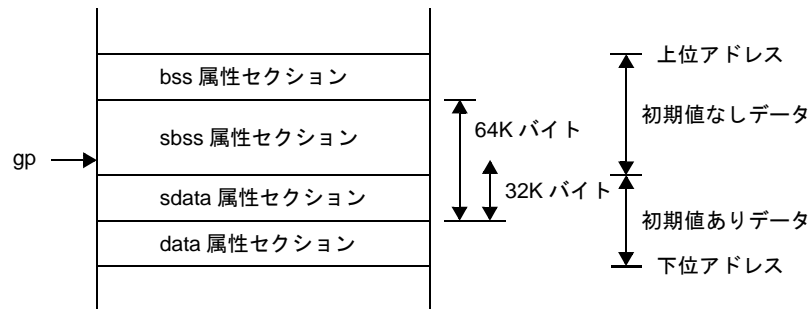 上位アドレス
bss 属性セクション
初期値なしデータ
64K バイト
sbss 属性セクション
gp
32K バイト
sdata 属性セクション
初期値ありデータ
data 属性セクション
下位アドレス